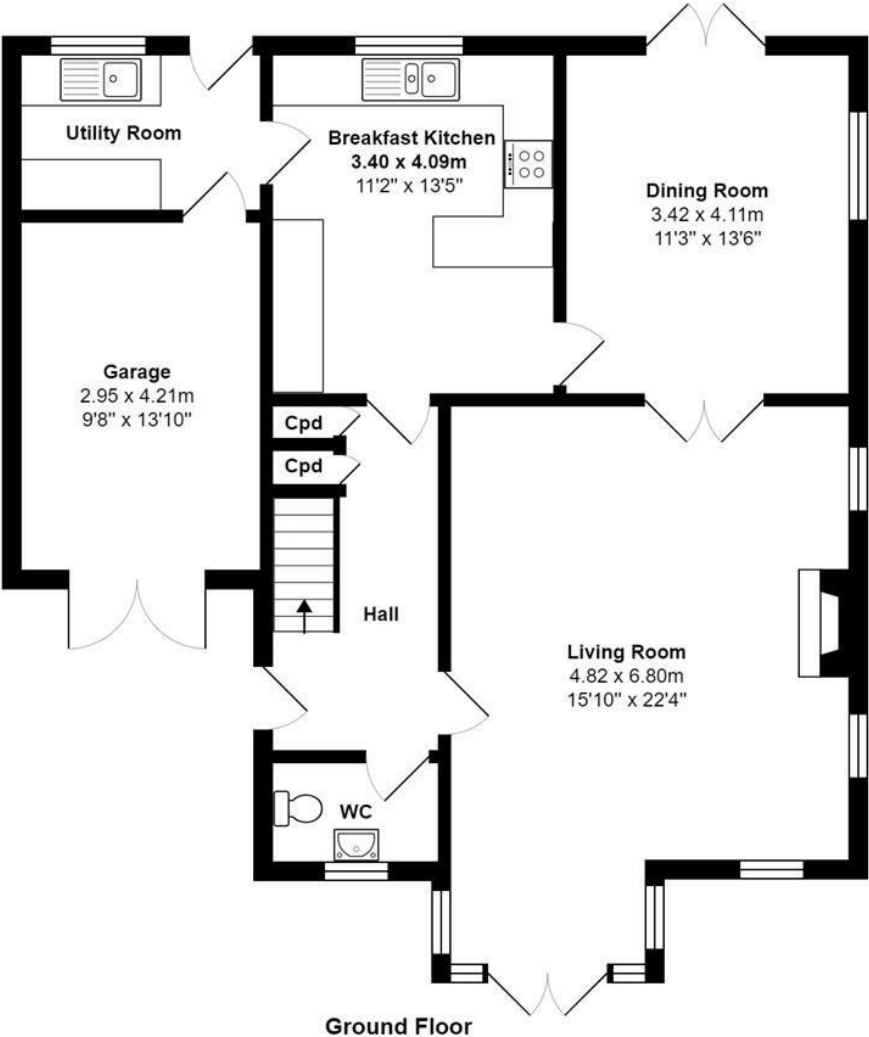 Utility Room
Breakfast Kitchen
3.40 x 4.09m
11'2" x 13'5"
Dining Room
3.42 x 4.11m
11'3" x 13'6"
Garage
2.95 x 4.21m
9'8" x 13'10"
Cpd
Cpd
Hall
Living Room
4.82 x 6.80m
15'10" x 22'4"
WC
Ground Floor